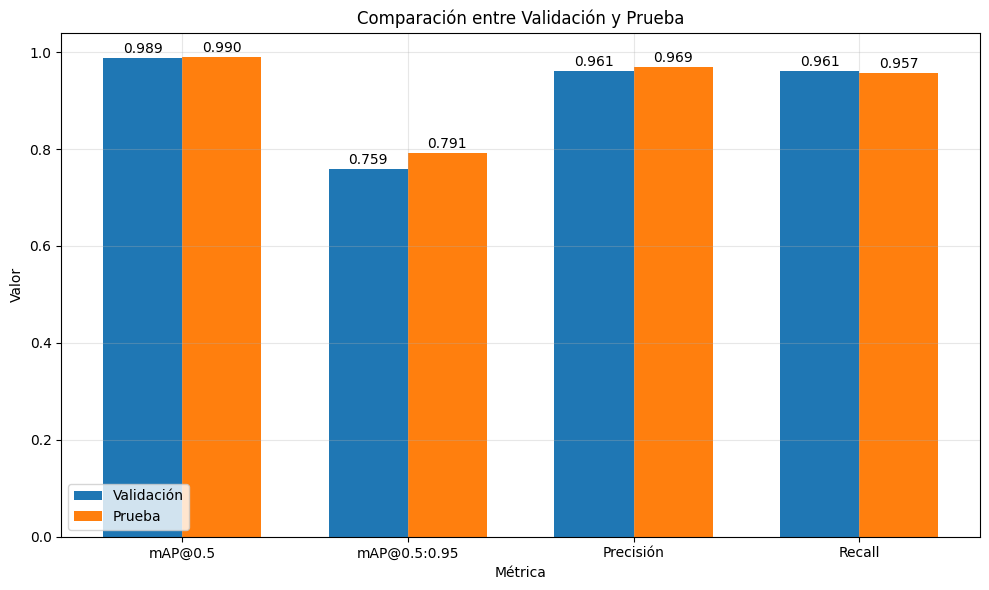 Comparación entre Validación y Prueba
Valor
1.0
0.8
0.6
0.4
0.2
0.0
0.989
0.990
0.759
0.791
0.961
0.969
0.961
0.957
Validación
Prueba
mAP@0.5
mAP@0.5:0.95
Precisión
Recall
Métrica